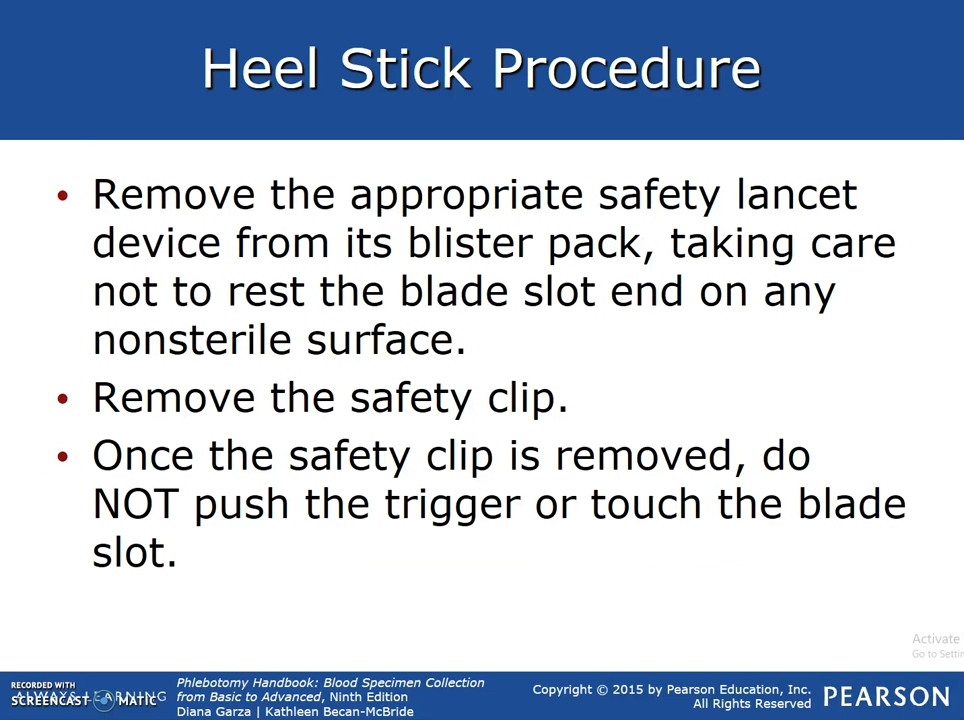 Heel Stick Procedure
• Remove the appropriate safety lancet
device from its blister pack, taking care
not to rest the blade slot end on any
nonsterile surface.
• Remove the safety clip.
• Once the safety clip is removed, do
NOT push the trigger or touch the blade
slot.
Activate
Go to Settin
RECORDED WITH
SCREENCAST MATIC
ALWAYS LEARNING
Phlebotomy Handbook: Blood Specimen Collection
from Basic to Advanced, Ninth Edition
Diana Garza | Kathleen Becan-McBride
Copyright © 2015 by Pearson Education, Inc.
All Rights Reserved
PEARSON